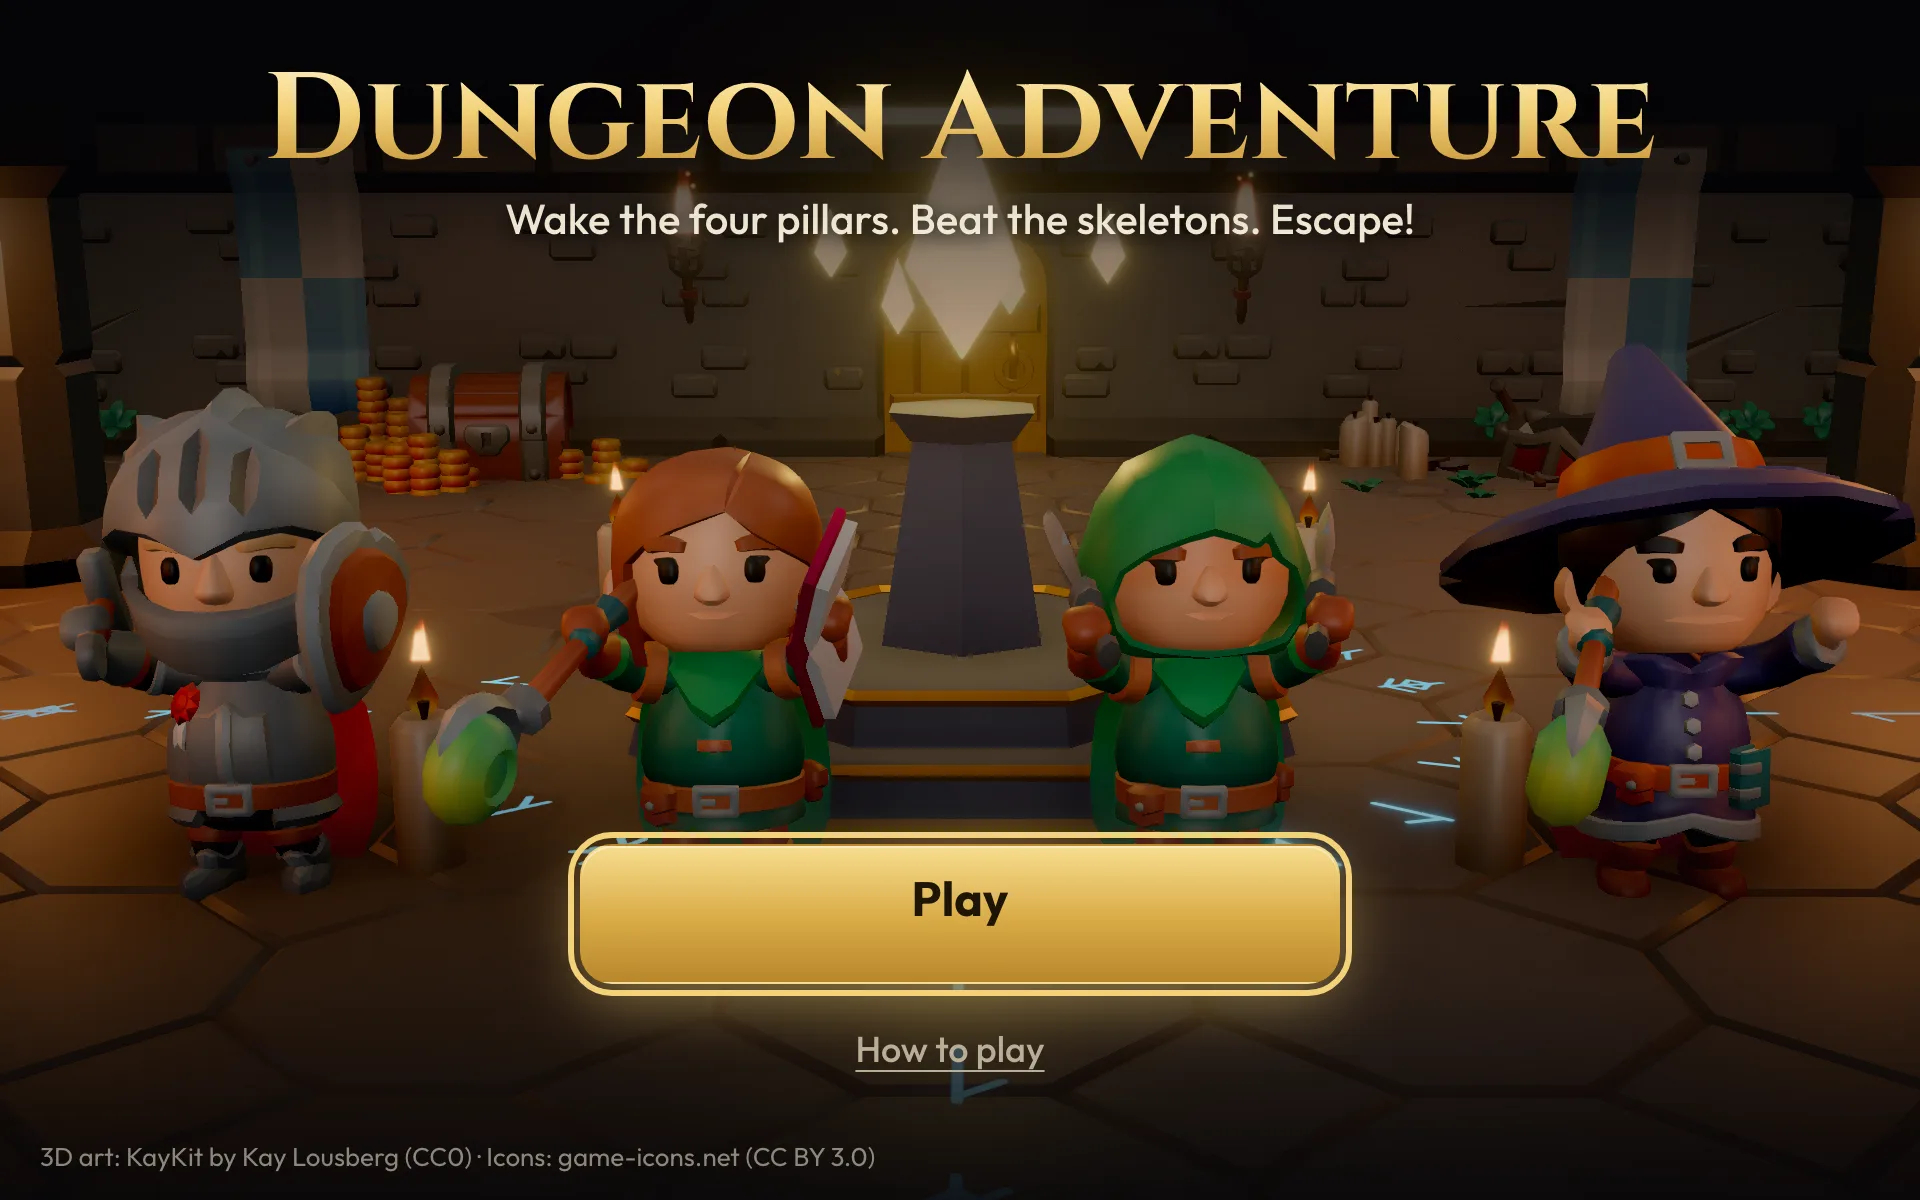 Dungeon Adventure
Wake the four pillars. Beat the skeletons. Escape!
Play
How to play
3D art: KayKit by Kay Lousberg (CC0) · Icons: game-icons.net (CC BY 3.0)